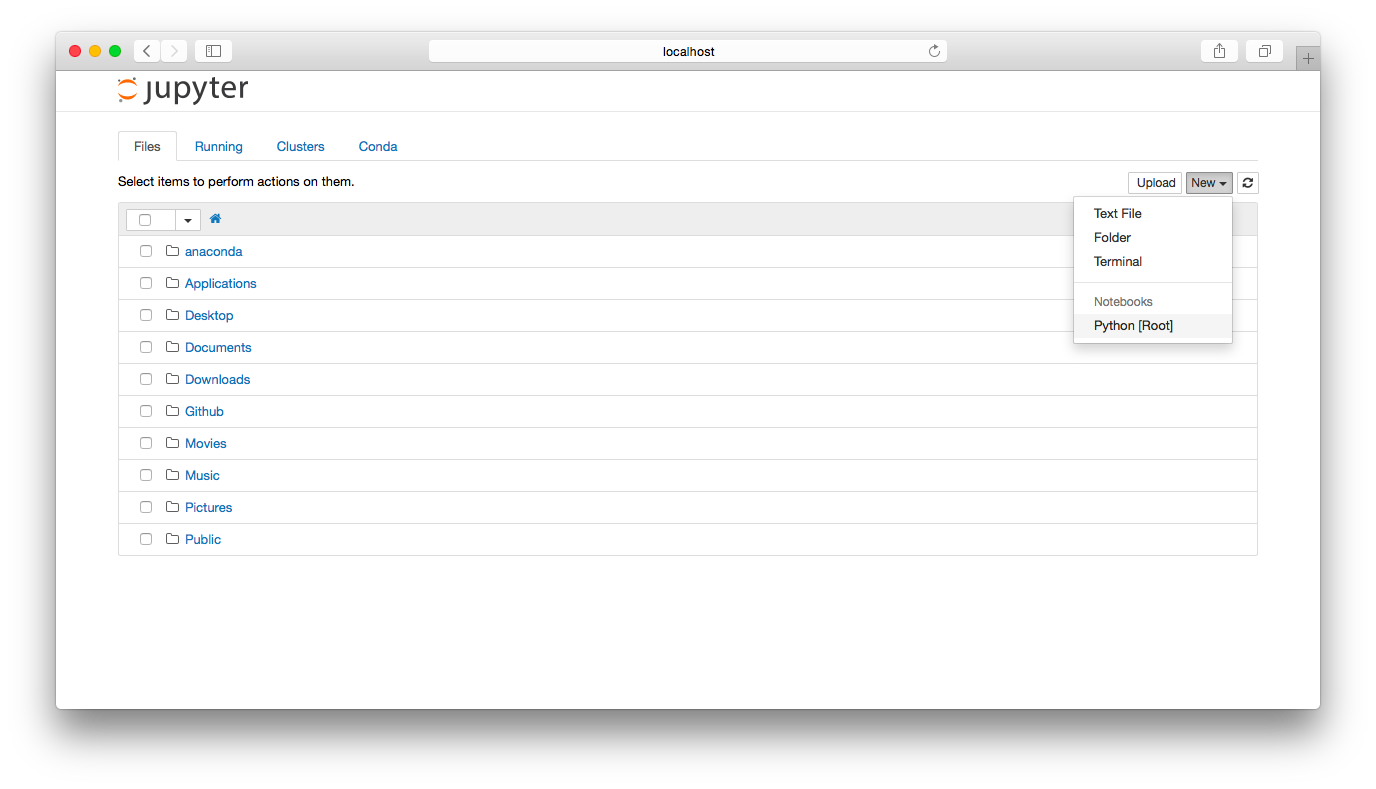 localhost
jupyter
Files Running Clusters Conda
Select items to perform actions on them.
Upload New
Text File
Folder
Terminal
Notebooks
Python [Root]
anaconda
Applications
Desktop
Documents
Downloads
Github
Movies
Music
Pictures
Public